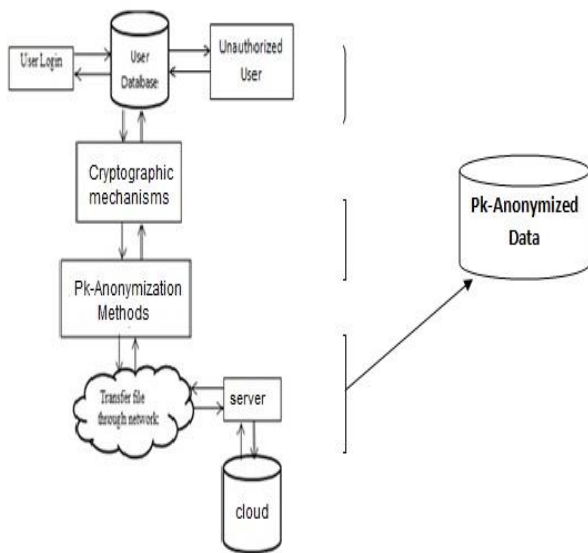 User Login
User
Database
Unauthorized
User
Cryptographic
mechanisms
Pk-Anonymization
Methods
Transfer file
through network
server
cloud
Pk-Anonymized
Data